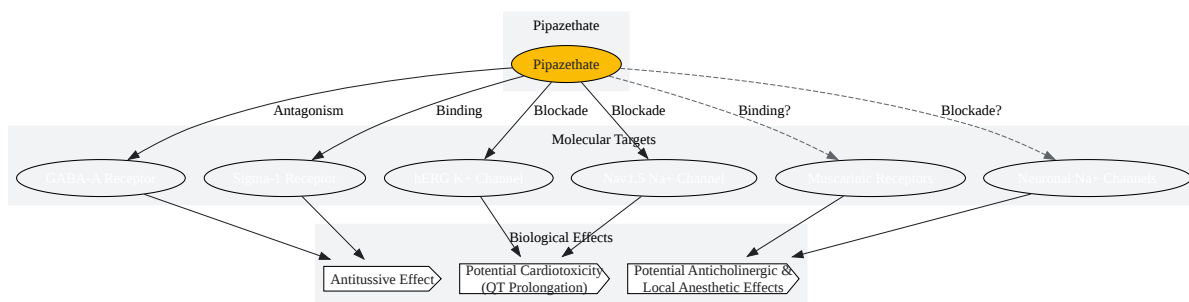 Pipazethate
Pipazethate
Antagonism
Binding
Blockade
Blockade
Binding?
Blockade?
Molecular Targets
GABA-A Receptor
Sigma-1 Receptor
hERG K+ Channel
Nav1.5 Na+ Channel
Muscarinic Receptors
Neuronal Na+ Channels
Biological Effects
Antitussive Effect
Potential Cardiotoxicity
(QT Prolongation)
Potential Anticholinergic &
Local Anesthetic Effects